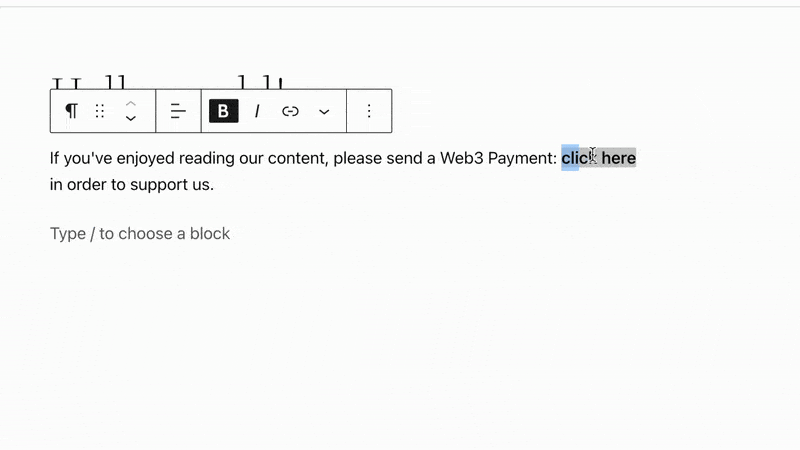 B I
If you've enjoyed reading our content, please send a Web3 Payment: click here
in order to support us.
Type / to choose a block